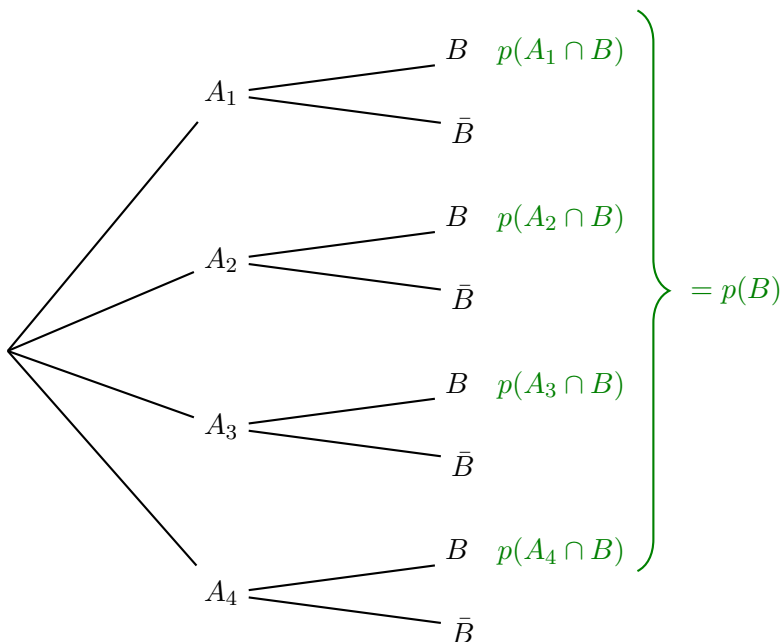 B p(A₁ ∩ B)
A₁
B̄
B p(A₂ ∩ B)
A₂
B̄
= p(B)
B p(A₃ ∩ B)
A₃
B̄
B p(A₄ ∩ B)
A₄
B̄